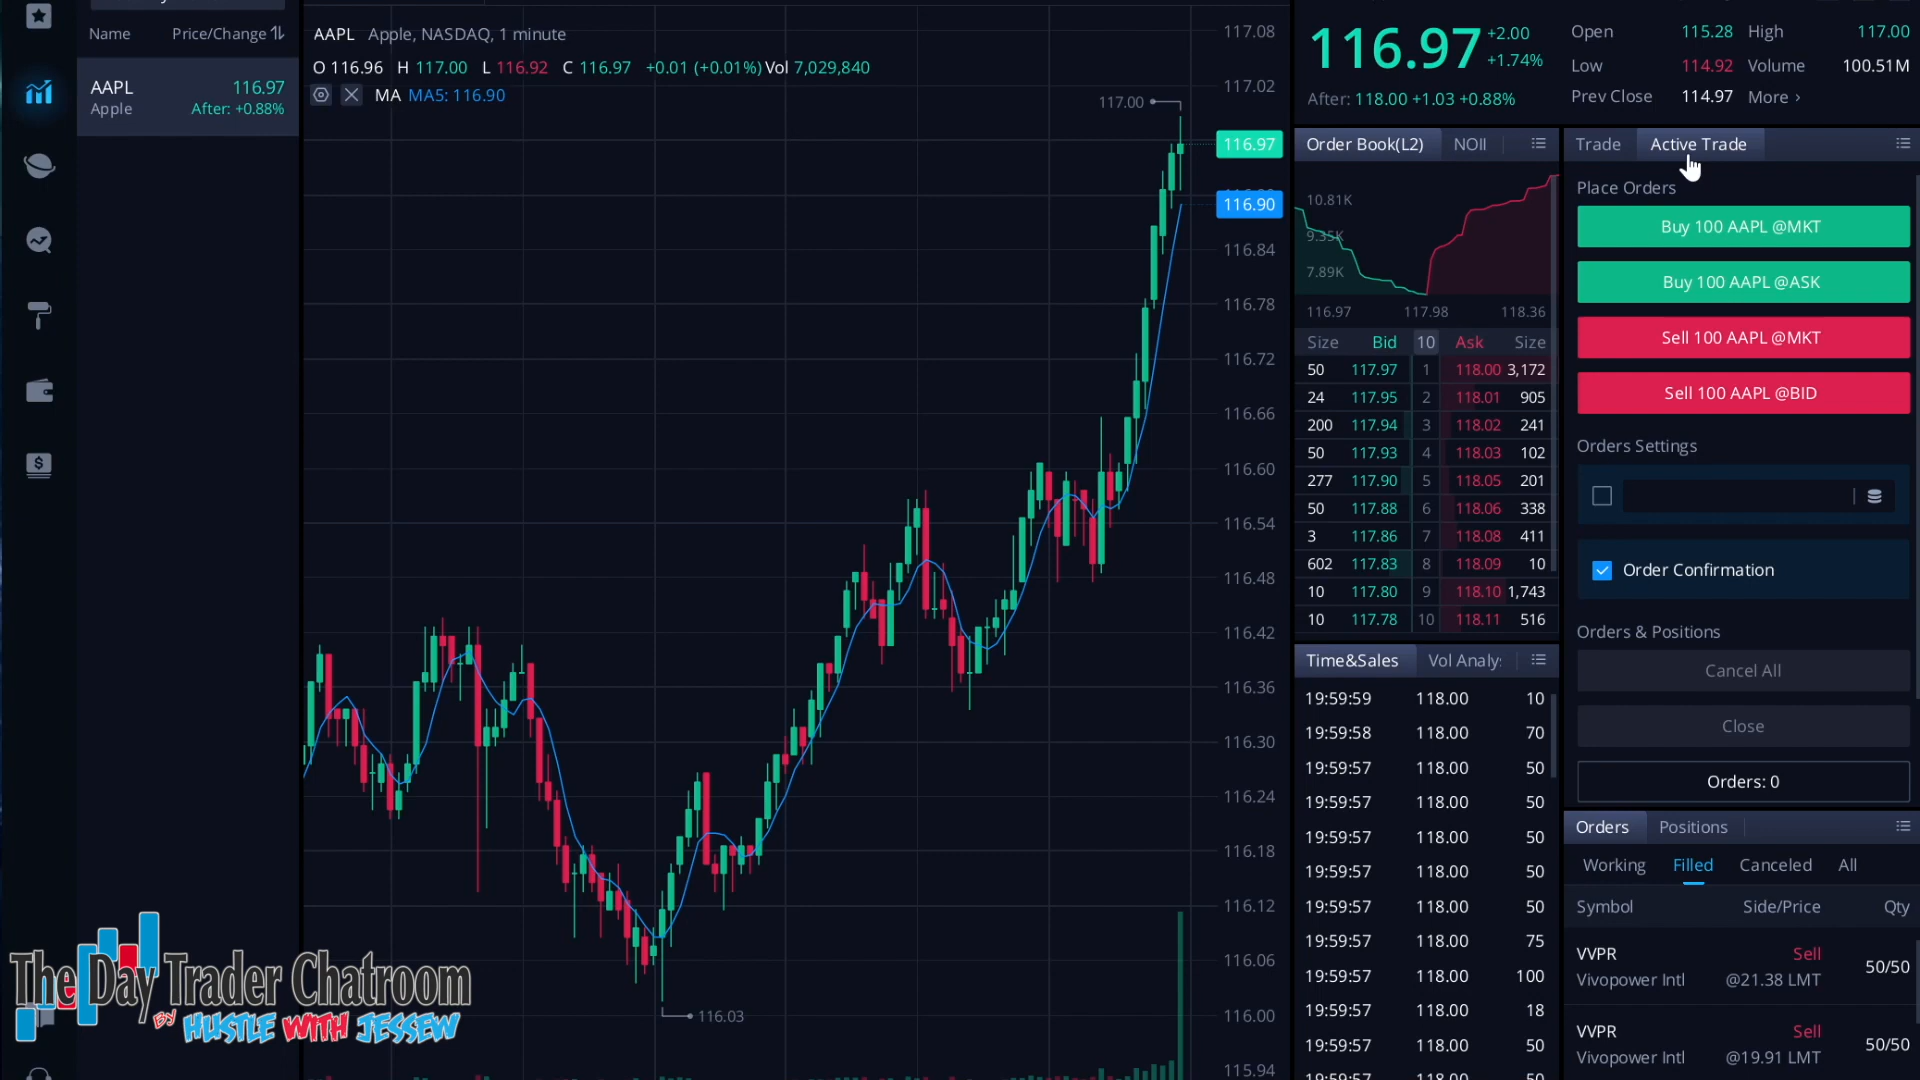 Name Price/Change
AAPL 116.97
Apple After: +0.88%
AAPL Apple, NASDAQ, 1 minute
O 116.96 H 117.00 L 116.92 C 116.97 +0.01 (+0.01%) Vol 7,029,840
MA MA5: 116.90
117.00
116.03
117.08
117.02
116.97
116.90
116.84
116.78
116.72
116.66
116.60
116.54
116.48
116.42
116.36
116.30
116.24
116.18
116.12
116.06
116.00
115.94
116.97 +2.00
+1.74%
After: 118.00 +1.03 +0.88%
Open 115.28 High 117.00
Low 114.92 Volume 100.51M
Prev Close 114.97 More ›
Order Book(L2) NOII
10.81K
9.35K
7.89K
116.97 117.98 118.36
Size Bid 10 Ask Size
50 117.97 1 118.00 3,172
24 117.95 2 118.01 905
200 117.94 3 118.02 241
50 117.93 4 118.03 102
277 117.90 5 118.05 201
50 117.88 6 118.06 338
3 117.86 7 118.08 411
602 117.83 8 118.09 10
10 117.80 9 118.10 1,743
10 117.78 10 118.11 516
Time&Sales Vol Analy
19:59:59 118.00 10
19:59:58 118.00 70
19:59:57 118.00 50
19:59:57 118.00 50
19:59:57 118.00 50
19:59:57 118.00 50
19:59:57 118.00 50
19:59:57 118.00 75
19:59:57 118.00 100
19:59:57 118.00 18
19:59:57 118.00 50
Trade Active Trade
Place Orders
Buy 100 AAPL @MKT
Buy 100 AAPL @ASK
Sell 100 AAPL @MKT
Sell 100 AAPL @BID
Orders Settings
Order Confirmation
Orders & Positions
Cancel All
Close
Orders: 0
Orders Positions
Working Filled Canceled All
Symbol Side/Price Qty
VVPR Sell 50/50
Vivopower Intl @21.38 LMT
VVPR Sell 50/50
Vivopower Intl @19.91 LMT
The Day Trader Chatroom
BY HUSTLE WITH JESSEW